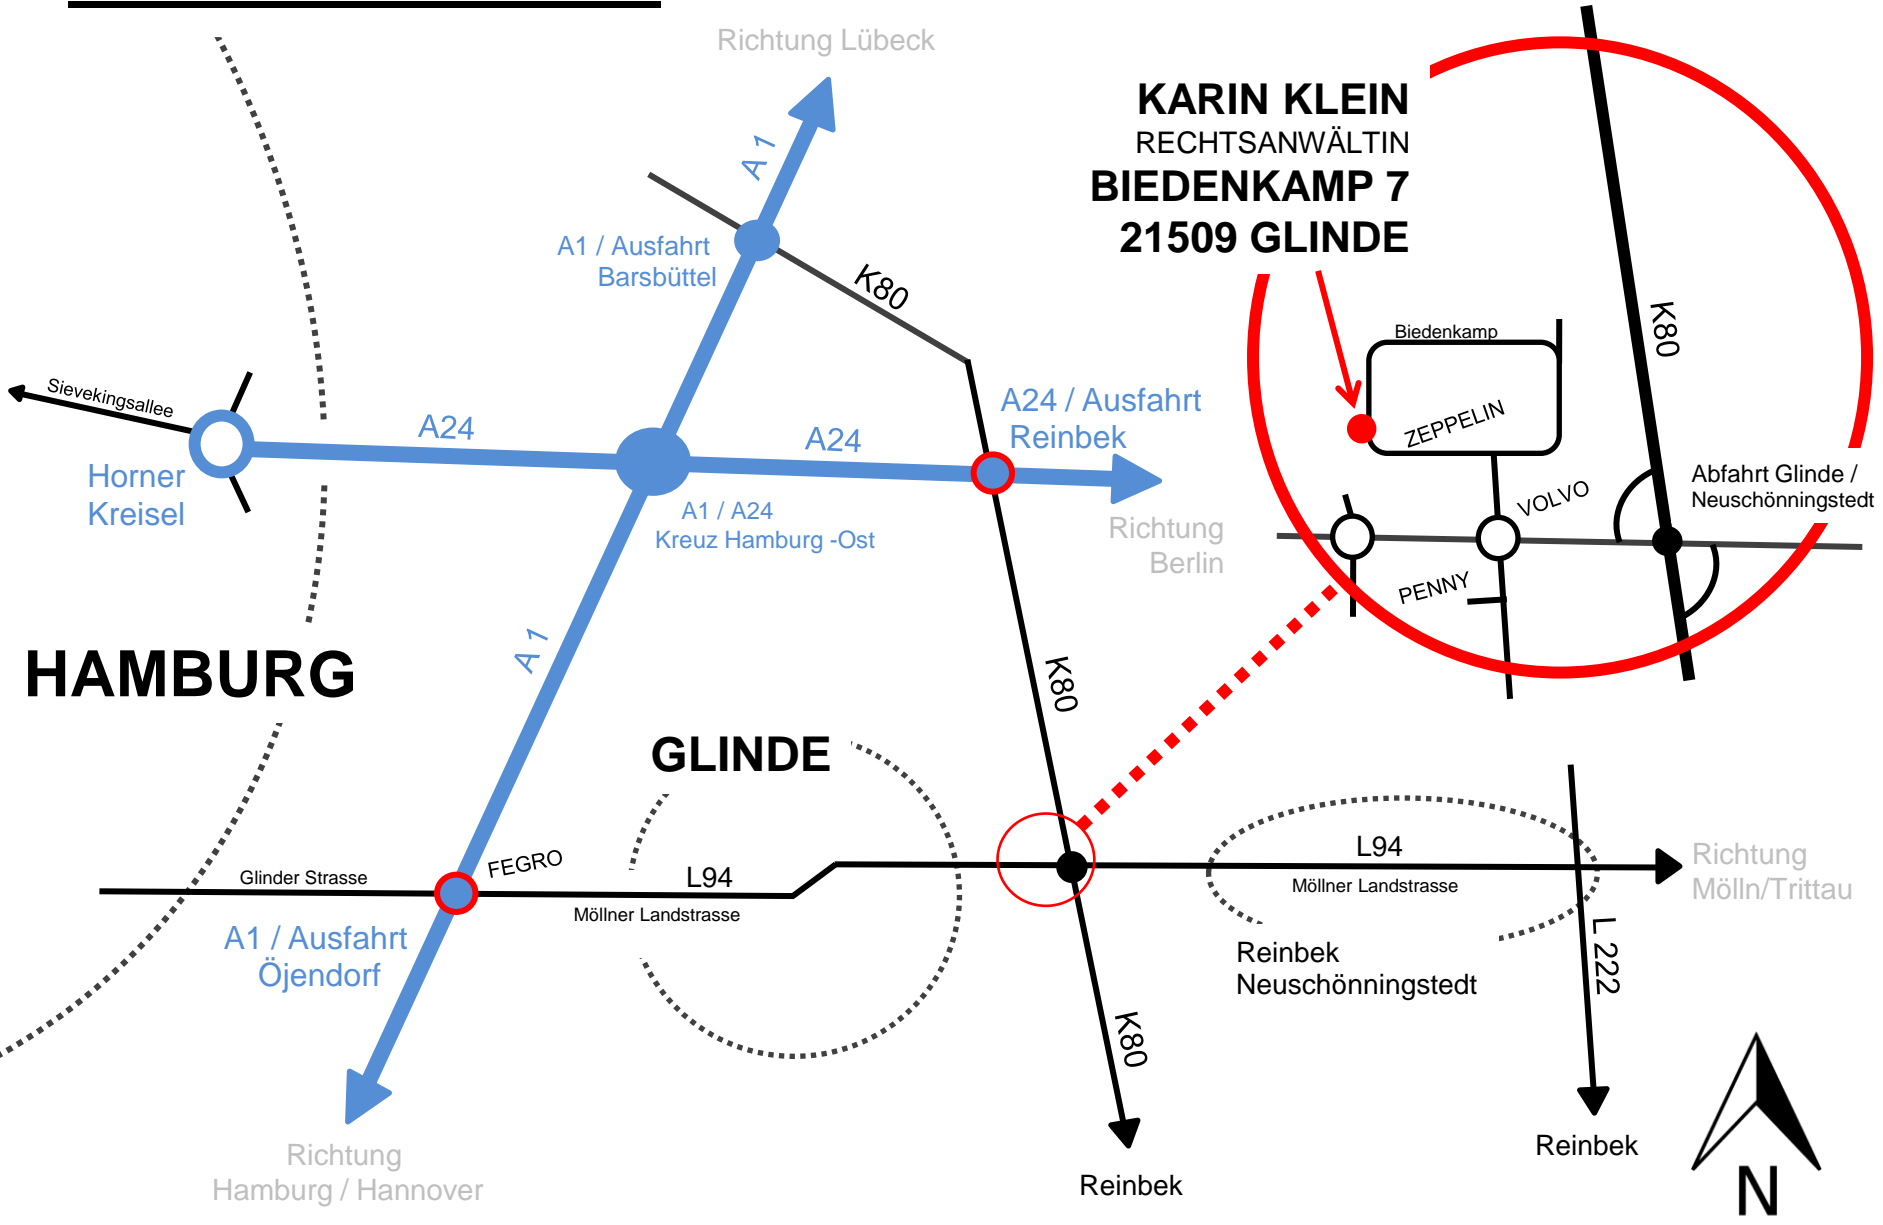 Richtung Lübeck
KARIN KLEIN
RECHTSANWÄLTIN
BIEDENKAMP 7
21509 GLINDE
A 1
A1 / Ausfahrt
Barsbüttel
K80
K80
Biedenkamp
Sievekingsallee
A24
A24
A24 / Ausfahrt
Reinbek
ZEPPELIN
Horner
Kreisel
A1 / A24
Kreuz Hamburg -Ost
Richtung
Berlin
VOLVO
Abfahrt Glinde /
Neuschönningstedt
PENNY
A 1
HAMBURG
K80
GLINDE
FEGRO
Glinder Strasse
L94
Möllner Landstrasse
L94
Möllner Landstrasse
Richtung
Mölln/Trittau
A1 / Ausfahrt
Öjendorf
Reinbek
Neuschönningstedt
L 222
K80
Richtung
Hamburg / Hannover
Reinbek
Reinbek
N